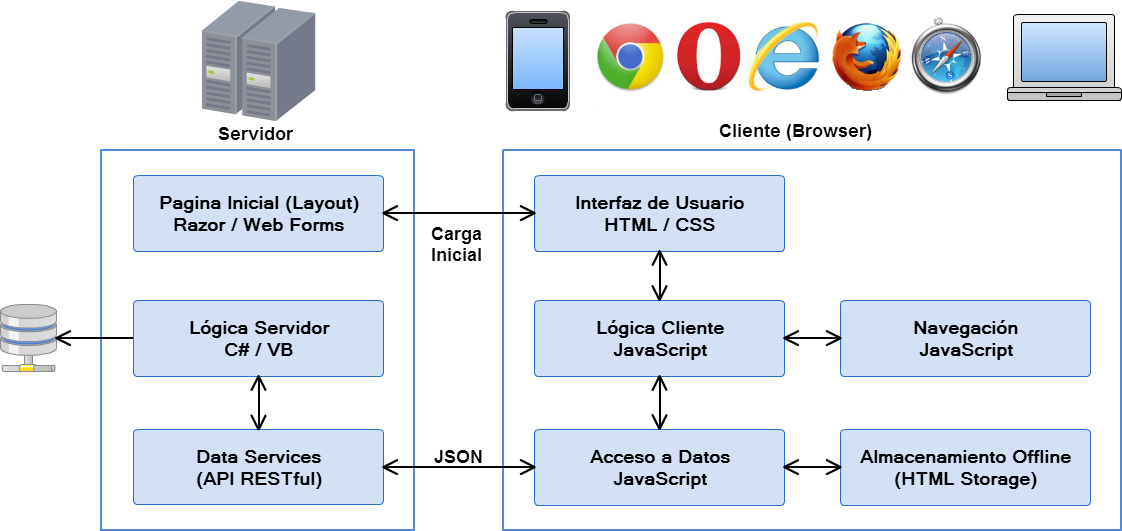 Servidor
Cliente (Browser)
Pagina Inicial (Layout)
Razor / Web Forms
Carga
Inicial
Interfaz de Usuario
HTML / CSS
Lógica Servidor
C# / VB
Lógica Cliente
JavaScript
Navegación
JavaScript
Data Services
(API RESTful)
JSON
Acceso a Datos
JavaScript
Almacenamiento Offline
(HTML Storage)